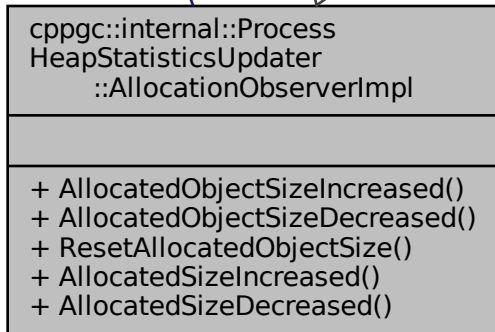 cppgc::internal::Process
HeapStatisticsUpdater
::AllocationObserverImpl
+ AllocatedObjectSizeIncreased()
+ AllocatedObjectSizeDecreased()
+ ResetAllocatedObjectSize()
+ AllocatedSizeIncreased()
+ AllocatedSizeDecreased()